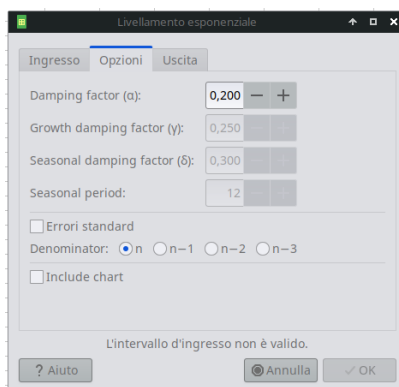 Livellamento esponenziale
Ingresso Opzioni Uscita
Damping factor (α): 0,200
Growth damping factor (γ): 0,250
Seasonal damping factor (δ): 0,300
Seasonal period: 12
Errori standard
Denominator: n n−1 n−2 n−3
Include chart
L'intervallo d'ingresso non è valido.
? Aiuto Annulla OK